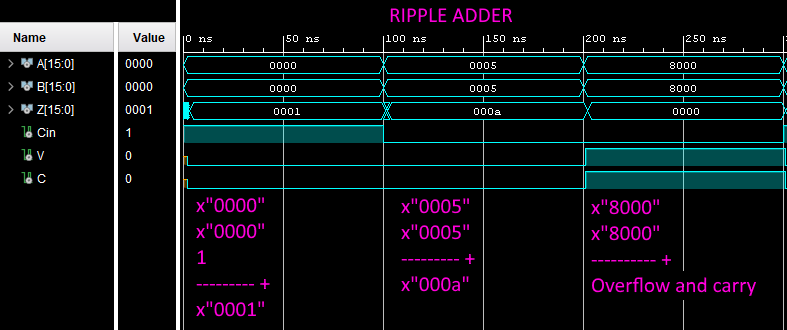 RIPPLE ADDER
Name Value
0 ns 50 ns 100 ns 150 ns 200 ns 250 ns
A[15:0] 0000 0000 0005 8000
B[15:0] 0000 0000 0005 8000
Z[15:0] 0001 0001 000a 0000
Cin 1
V 0
C 0
x"0000"
x"0000"
1
--------- +
x"0001"
x"0005"
x"0005"
--------- +
x"000a"
x"8000"
x"8000"
---------- +
Overflow and carry